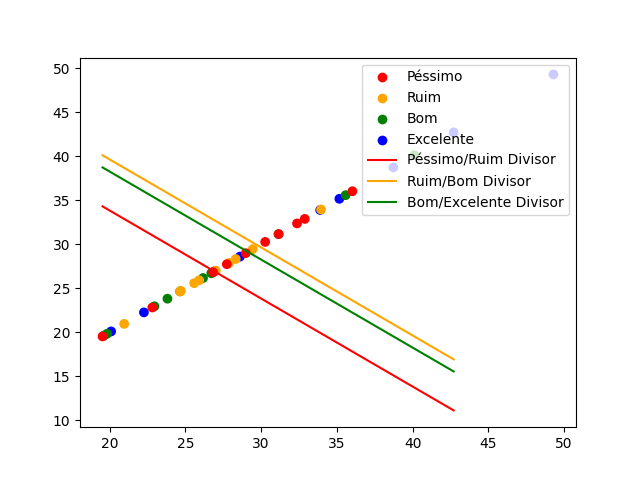 Péssimo
Ruim
Bom
Excelente
Péssimo/Ruim Divisor
Ruim/Bom Divisor
Bom/Excelente Divisor
50
45
40
35
30
25
20
15
10
20 25 30 35 40 45 50